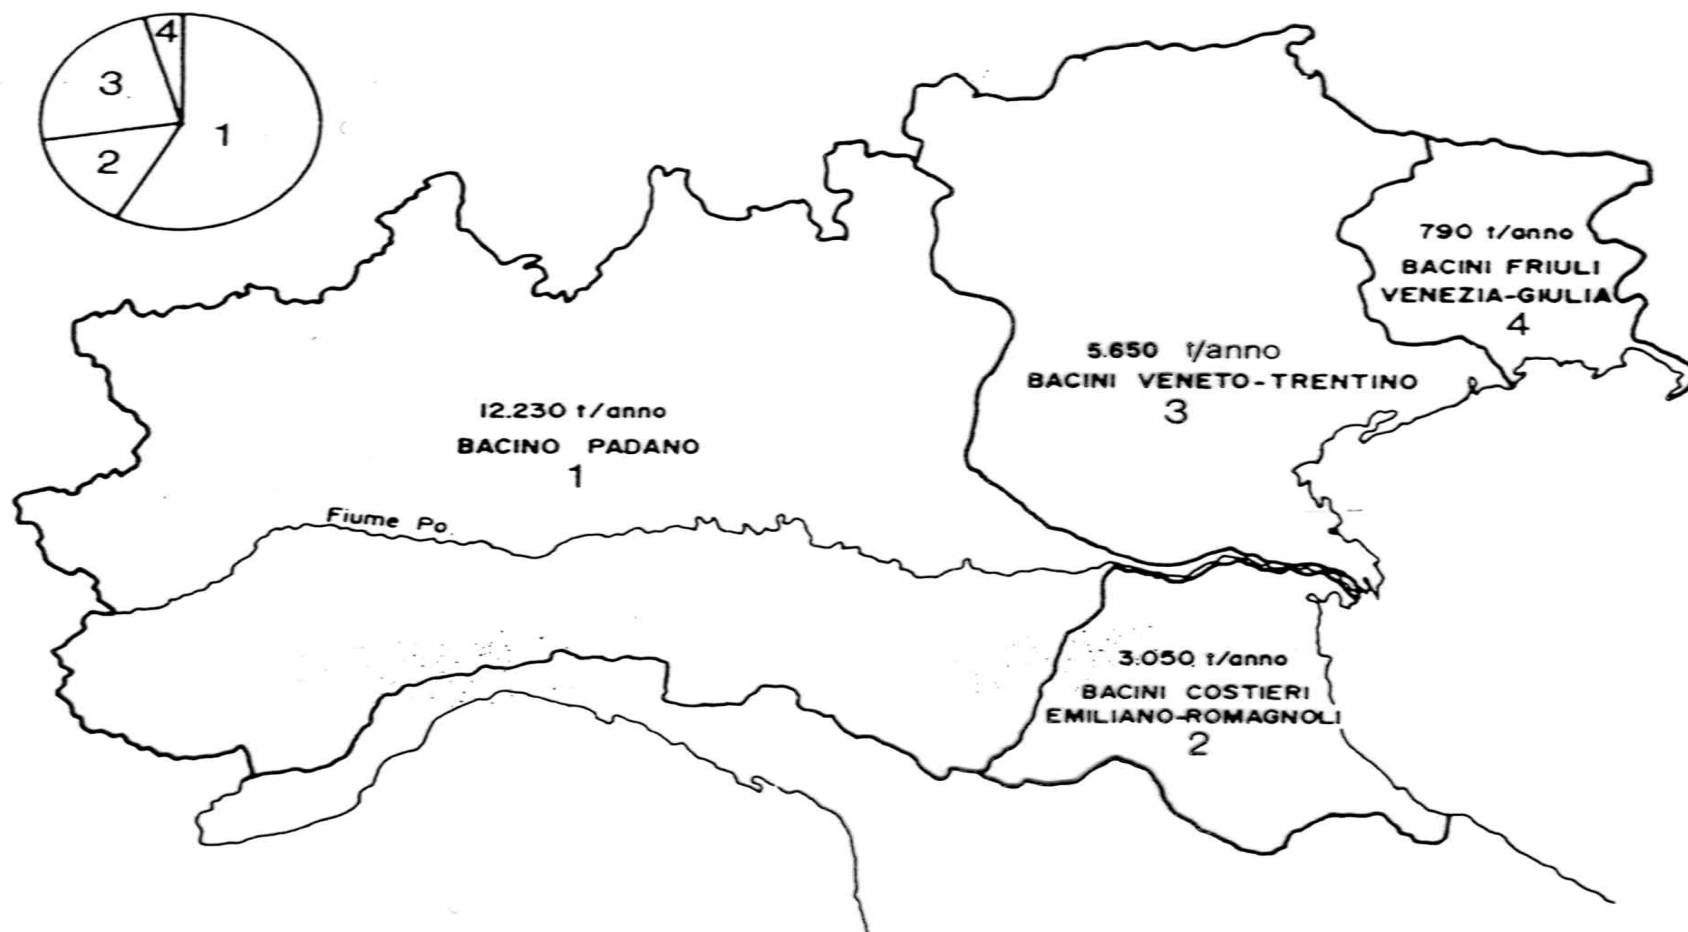 4
3
1
2
790 t/anno
BACINI FRIULI
VENEZIA-GIULIA
4
5.650 t/anno
BACINI VENETO-TRENTINO
3
12.230 t/anno
BACINO PADANO
1
Fiume Po
3.050 t/anno
BACINI COSTIERI
EMILIANO-ROMAGNOLI
2